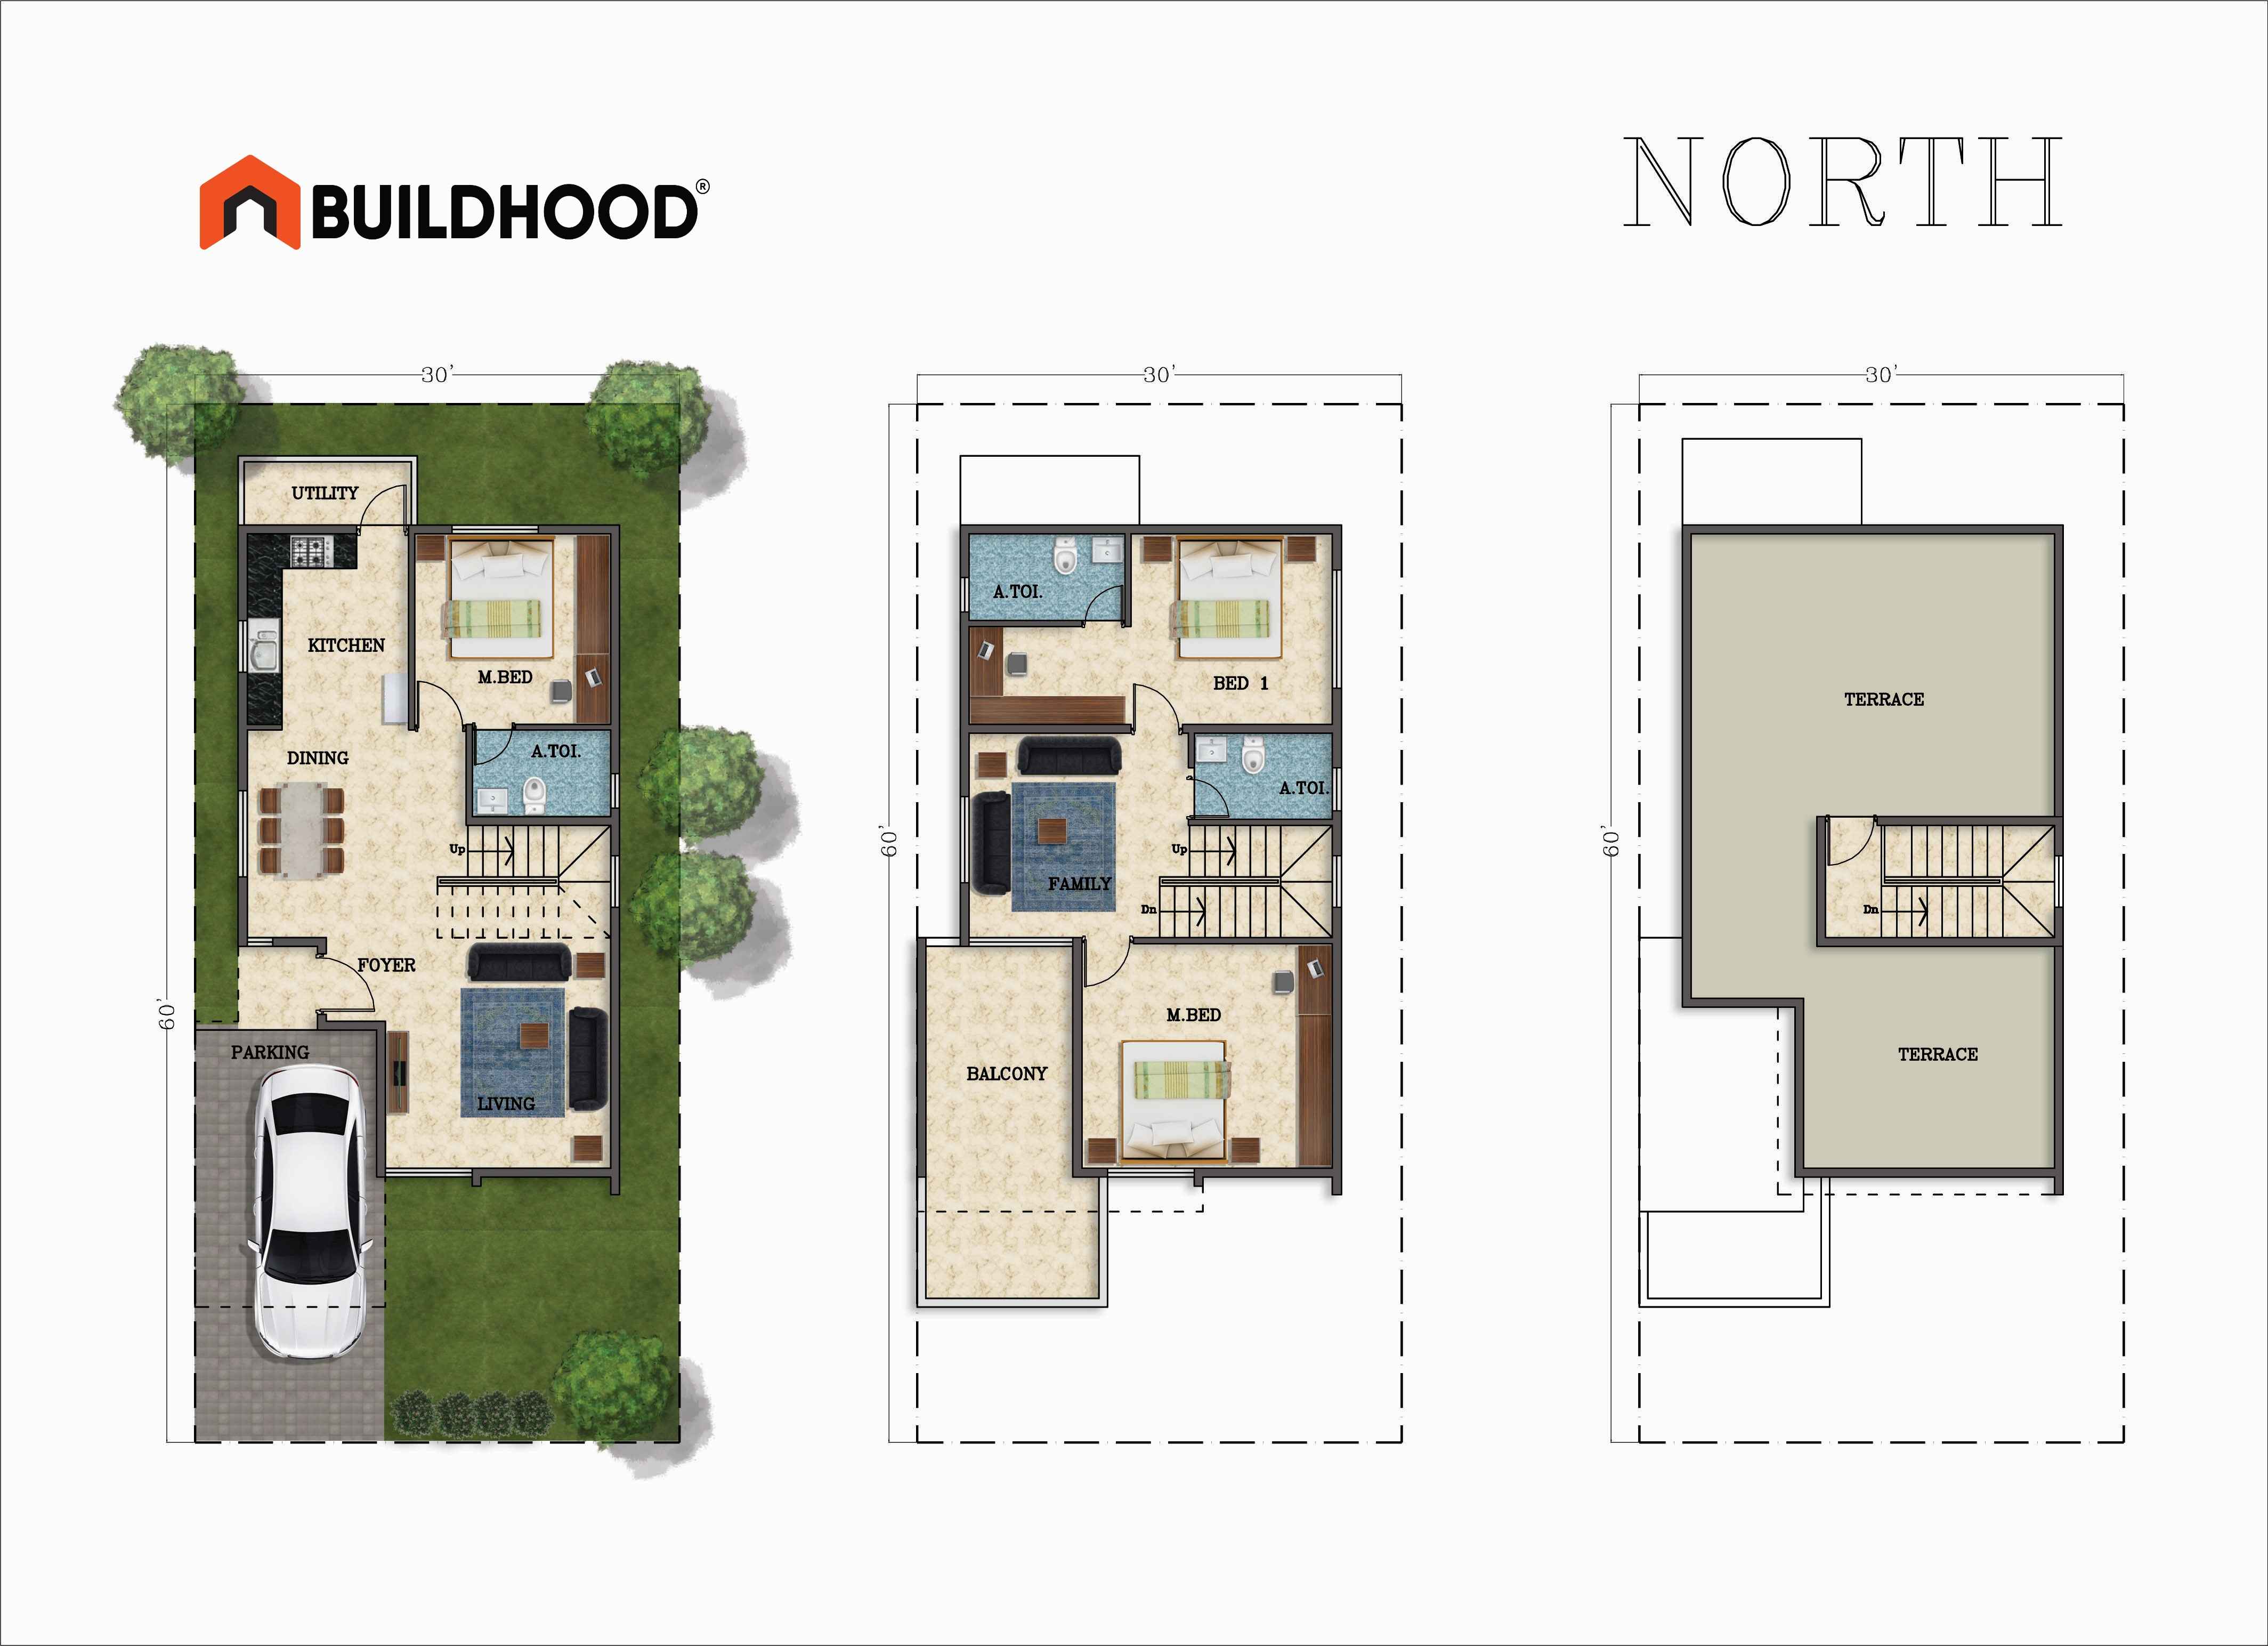 BUILDHOOD®
NORTH
30'
60'
UTILITY
KITCHEN
M.BED
DINING
A.TOI.
Up
FOYER
PARKING
LIVING
30'
60'
A.TOI.
BED 1
A.TOI.
Up
FAMILY
Dn
M.BED
BALCONY
30'
60'
TERRACE
Dn
TERRACE